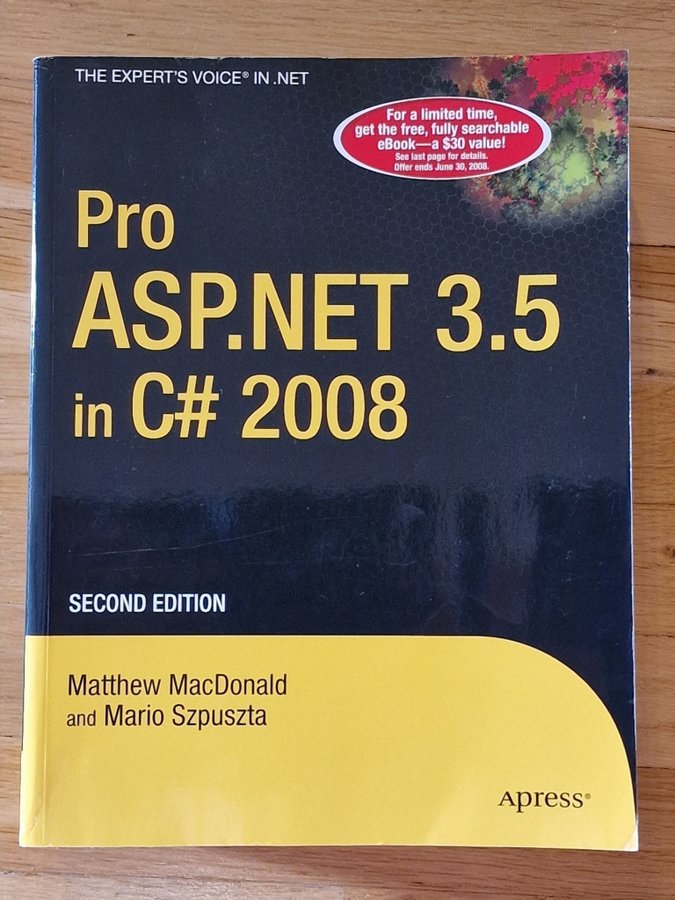 THE EXPERT'S VOICE® IN .NET
For a limited time,
get the free, fully searchable
eBook—a $30 value!
See last page for details.
Offer ends June 30, 2008.
Pro
ASP.NET 3.5
in C# 2008
SECOND EDITION
Matthew MacDonald
and Mario Szpuszta
Apress®